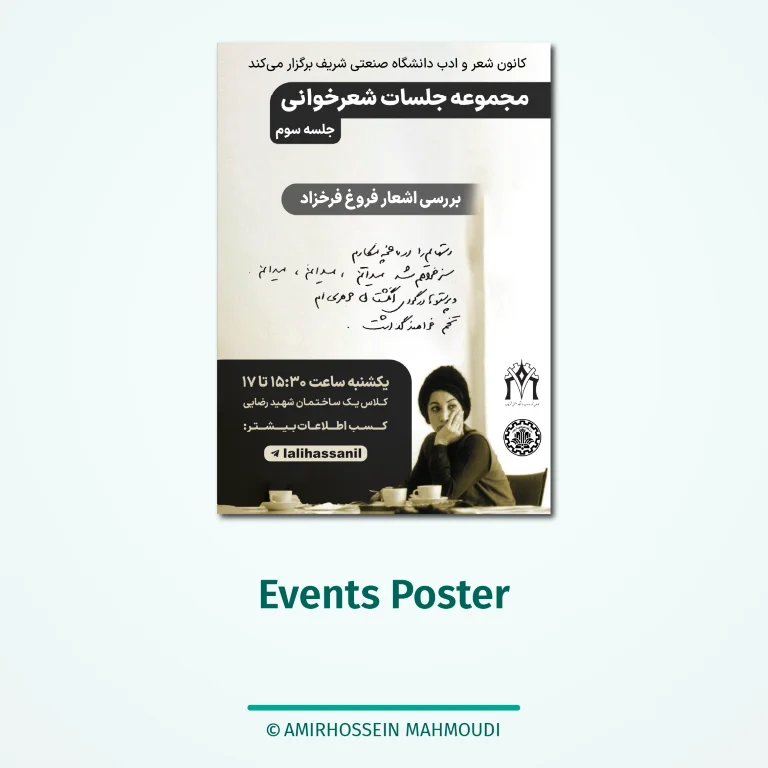 کانون شعر و ادب دانشگاه صنعتی شریف برگزار می‌کند
مجموعه جلسات شعرخوانی
جلسه سوم
بررسی اشعار فروغ فرخزاد
دستهایم را در باغچه میکارم
سبز خواهم شد میدانم ، میدانم ، میدانم .
و پرستوها در گودی انگشتان جوهری ام
تخم خواهند گذاشت .
یکشنبه ساعت ۱۵:۳۰ تا ۱۷
کلاس یک ساختمان شهید رضایی
کسب اطلاعات بیشتر:
lalihassanil
Events Poster
© AMIRHOSSEIN MAHMOUDI